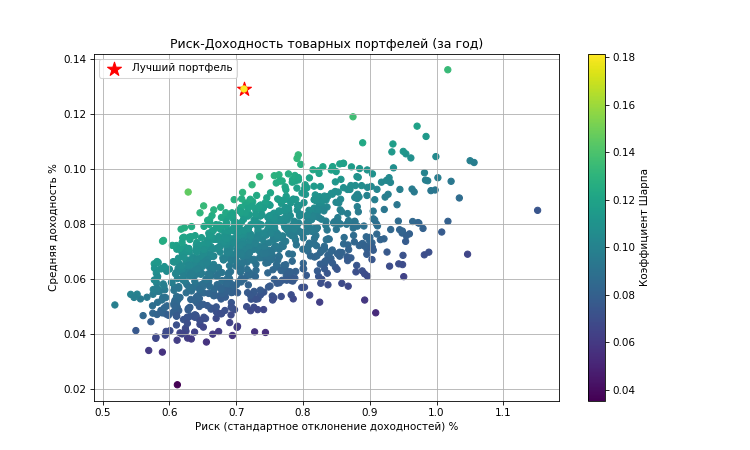 Риск-Доходность товарных портфелей (за год)
Лучший портфель
Средняя доходность %
0.14
0.12
0.10
0.08
0.06
0.04
0.02
0.5 0.6 0.7 0.8 0.9 1.0 1.1
Риск (стандартное отклонение доходностей) %
0.18
0.16
0.14
0.12
0.10
0.08
0.06
0.04
Коэффициент Шарпа